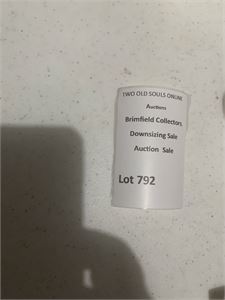 TWO OLD SOULS ONLINE
Auctions
Brimfield Collectors
Downsizing Sale
Auction Sale
Lot 792